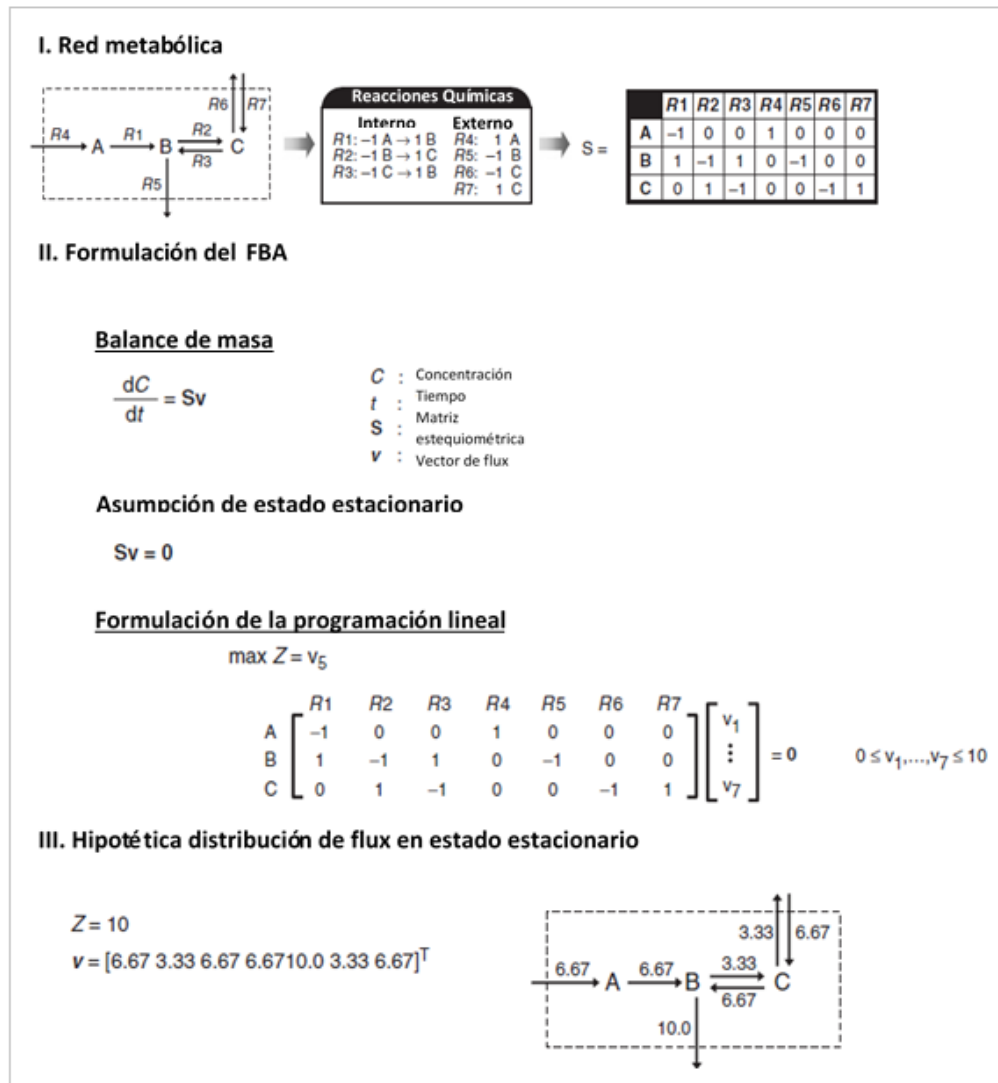 I. Red metabólica
R6 R7
R4 A R1 B R2 C
R3
R5
Reacciones Químicas
Interno Externo
R1: –1 A → 1 B R4: 1 A
R2: –1 B → 1 C R5: –1 B
R3: –1 C → 1 B R6: –1 C
R7: 1 C
S =
R1 R2 R3 R4 R5 R6 R7
A –1 0 0 1 0 0 0
B 1 –1 1 0 –1 0 0
C 0 1 –1 0 0 –1 1
II. Formulación del FBA
Balance de masa
dC/dt = Sv
C : Concentración
t : Tiempo
S : Matriz
estequiométrica
v : Vector de flux
Asumpción de estado estacionario
Sv = 0
Formulación de la programación lineal
max Z = v5
R1 R2 R3 R4 R5 R6 R7
A –1 0 0 1 0 0 0 v1
B 1 –1 1 0 –1 0 0 ⋮ = 0 0 ≤ v1,...,v7 ≤ 10
C 0 1 –1 0 0 –1 1 v7
III. Hipotética distribución de flux en estado estacionario
Z = 10
v = [6.67 3.33 6.67 6.6710.0 3.33 6.67]T
3.33 6.67
6.67 A 6.67 B 3.33 C
6.67
10.0